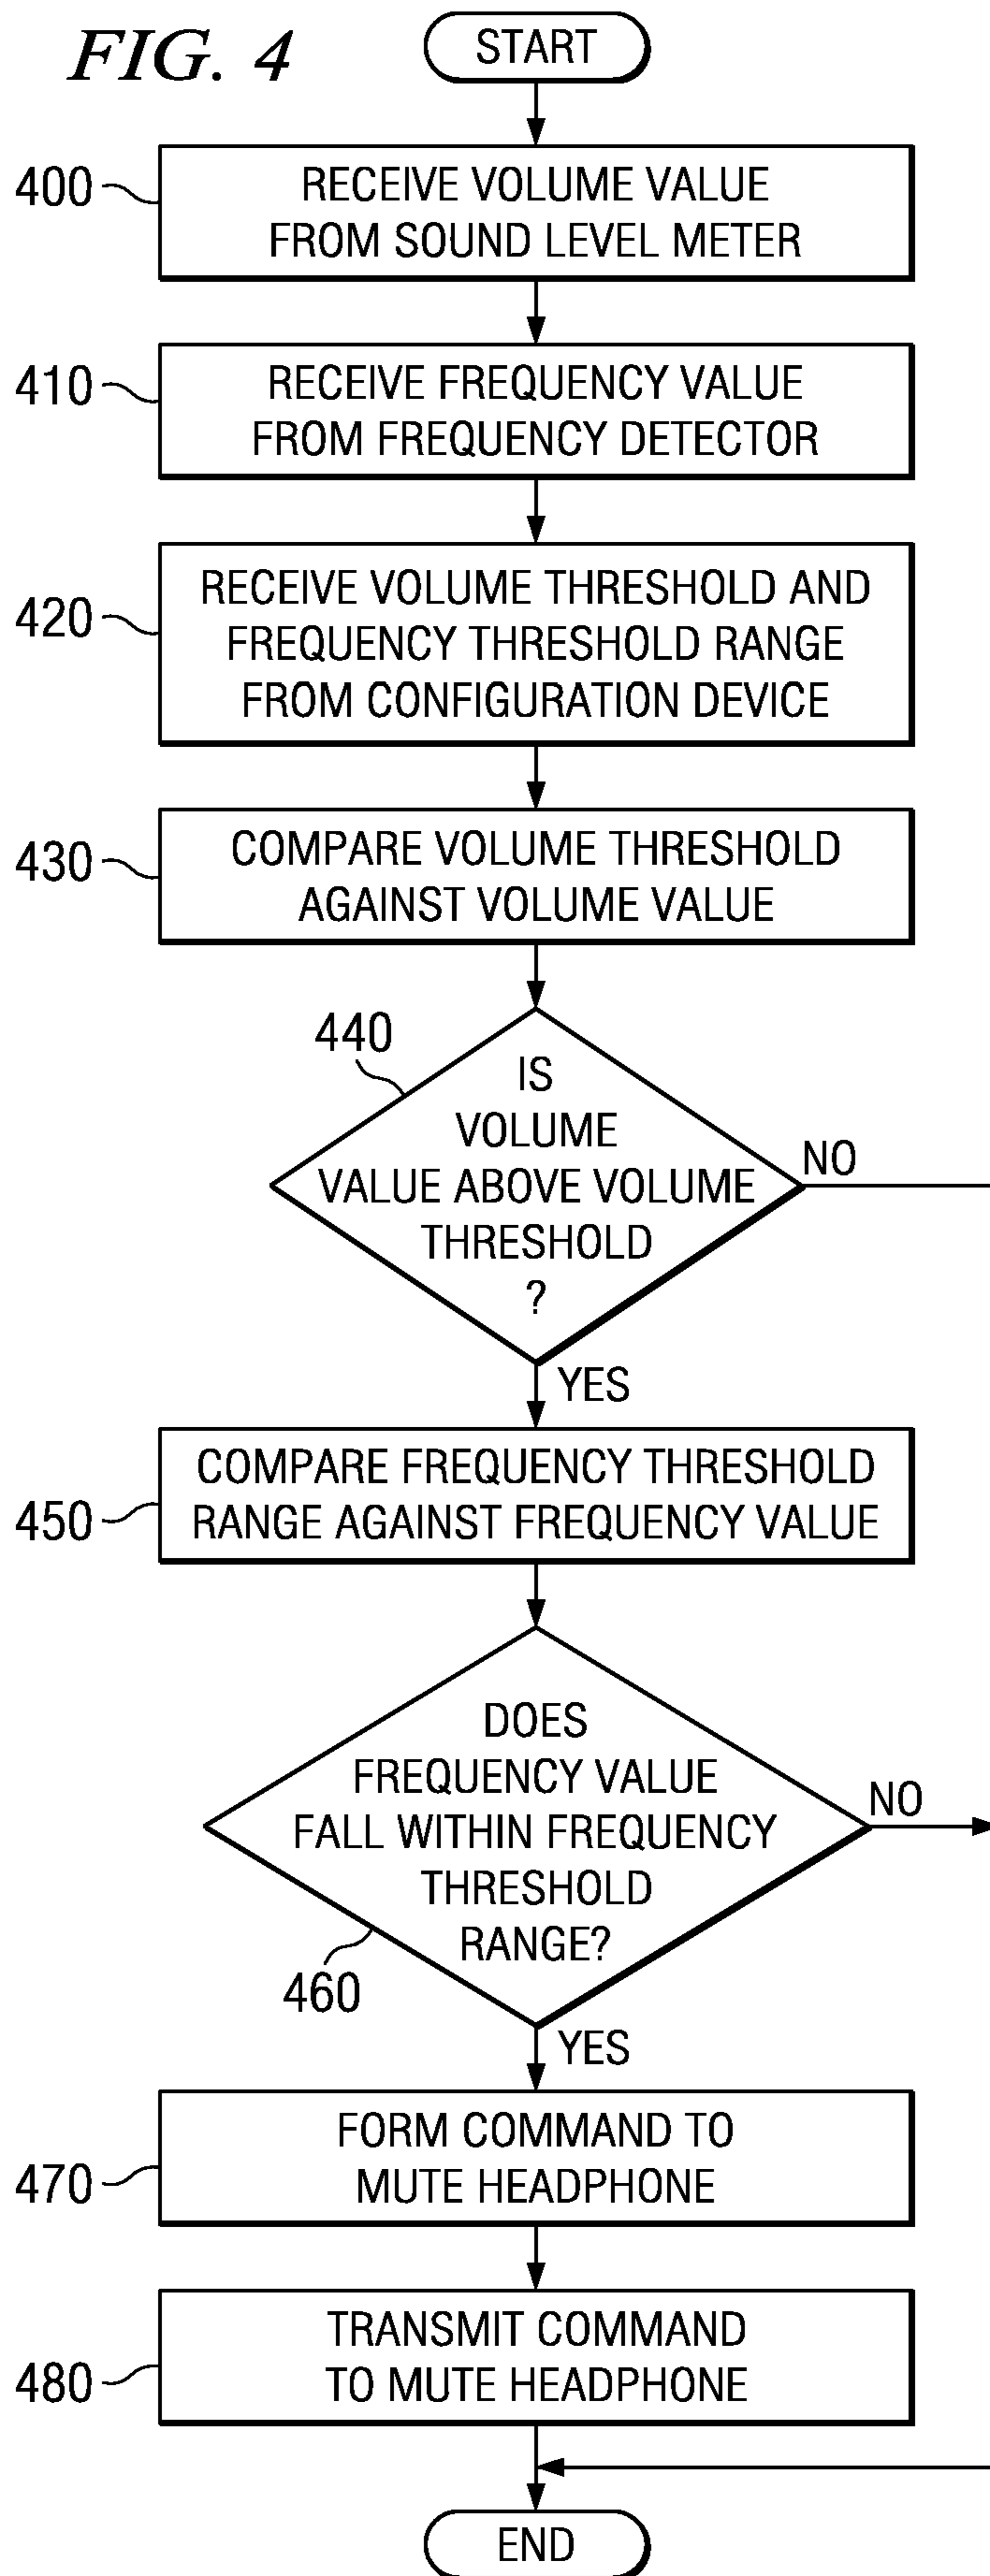 FIG. 4
START
400
RECEIVE VOLUME VALUE
FROM SOUND LEVEL METER
410
RECEIVE FREQUENCY VALUE
FROM FREQUENCY DETECTOR
420
RECEIVE VOLUME THRESHOLD AND
FREQUENCY THRESHOLD RANGE
FROM CONFIGURATION DEVICE
430
COMPARE VOLUME THRESHOLD
AGAINST VOLUME VALUE
440
IS
VOLUME
VALUE ABOVE VOLUME
THRESHOLD
?
NO
YES
450
COMPARE FREQUENCY THRESHOLD
RANGE AGAINST FREQUENCY VALUE
DOES
FREQUENCY VALUE
FALL WITHIN FREQUENCY
THRESHOLD
RANGE?
NO
460
YES
470
FORM COMMAND TO
MUTE HEADPHONE
480
TRANSMIT COMMAND
TO MUTE HEADPHONE
END